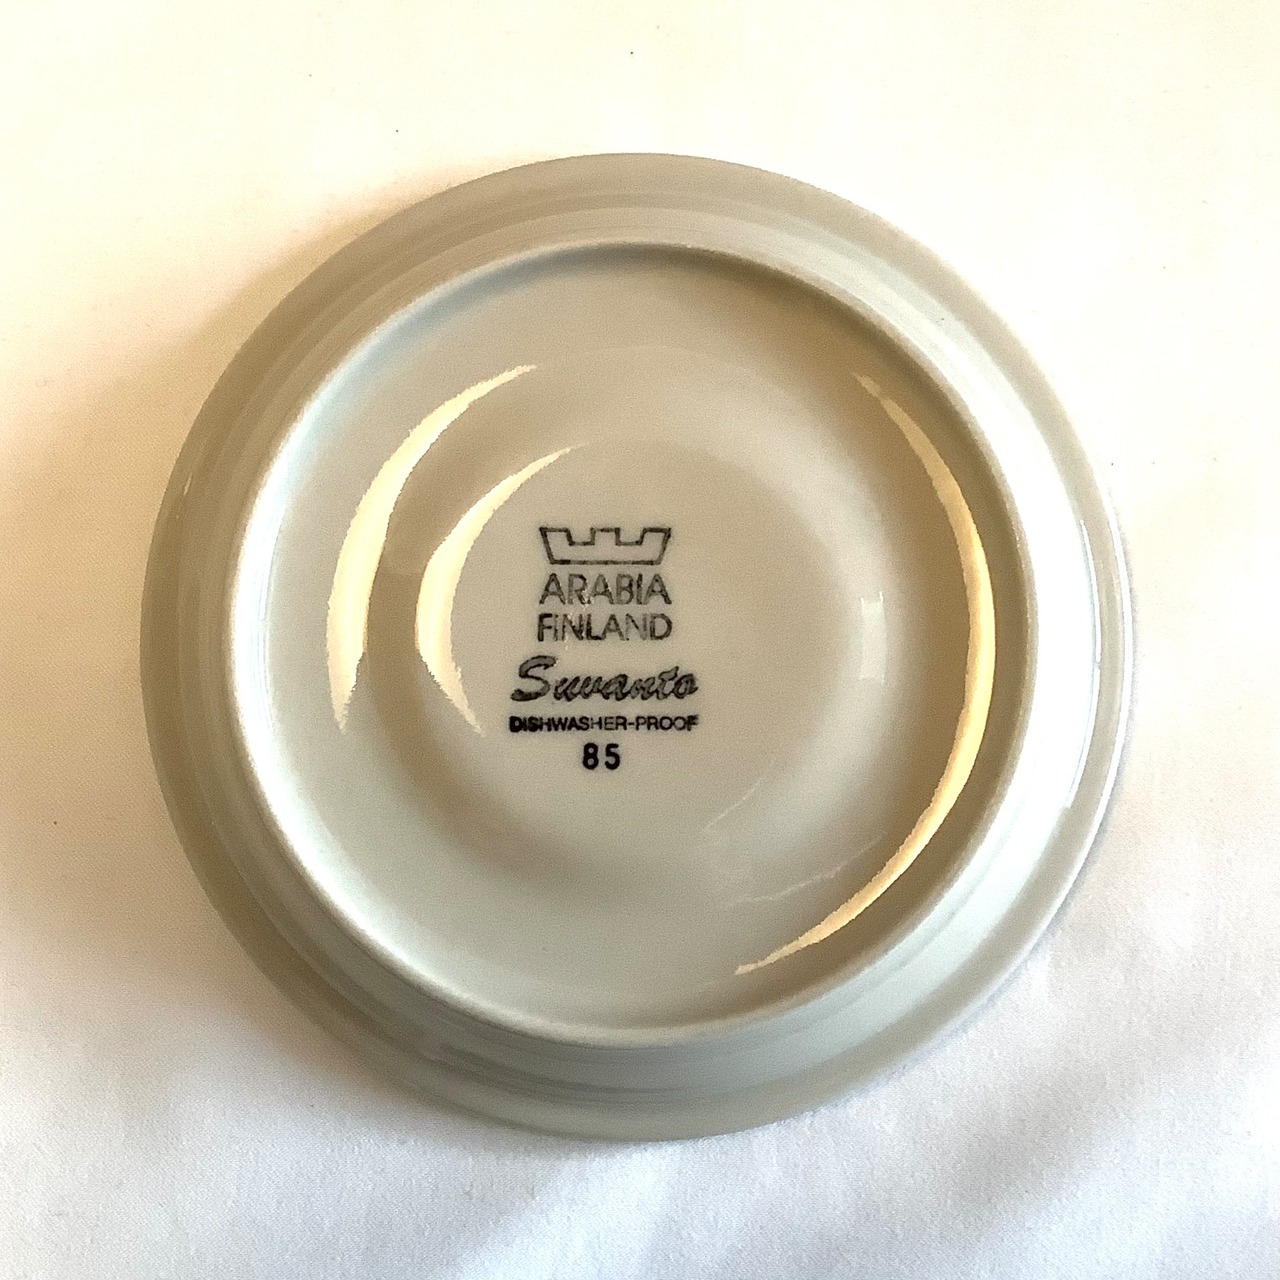 ARABIA
FINLAND
Suvanto
DISHWASHER-PROOF
85